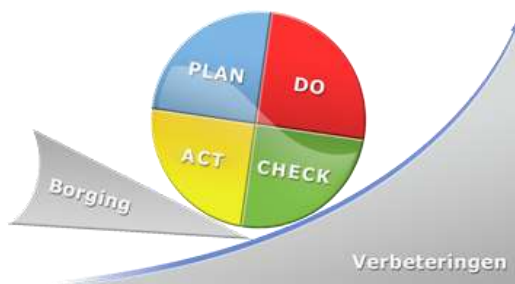 PLAN
DO
ACT
CHECK
Borging
Verbeteringen